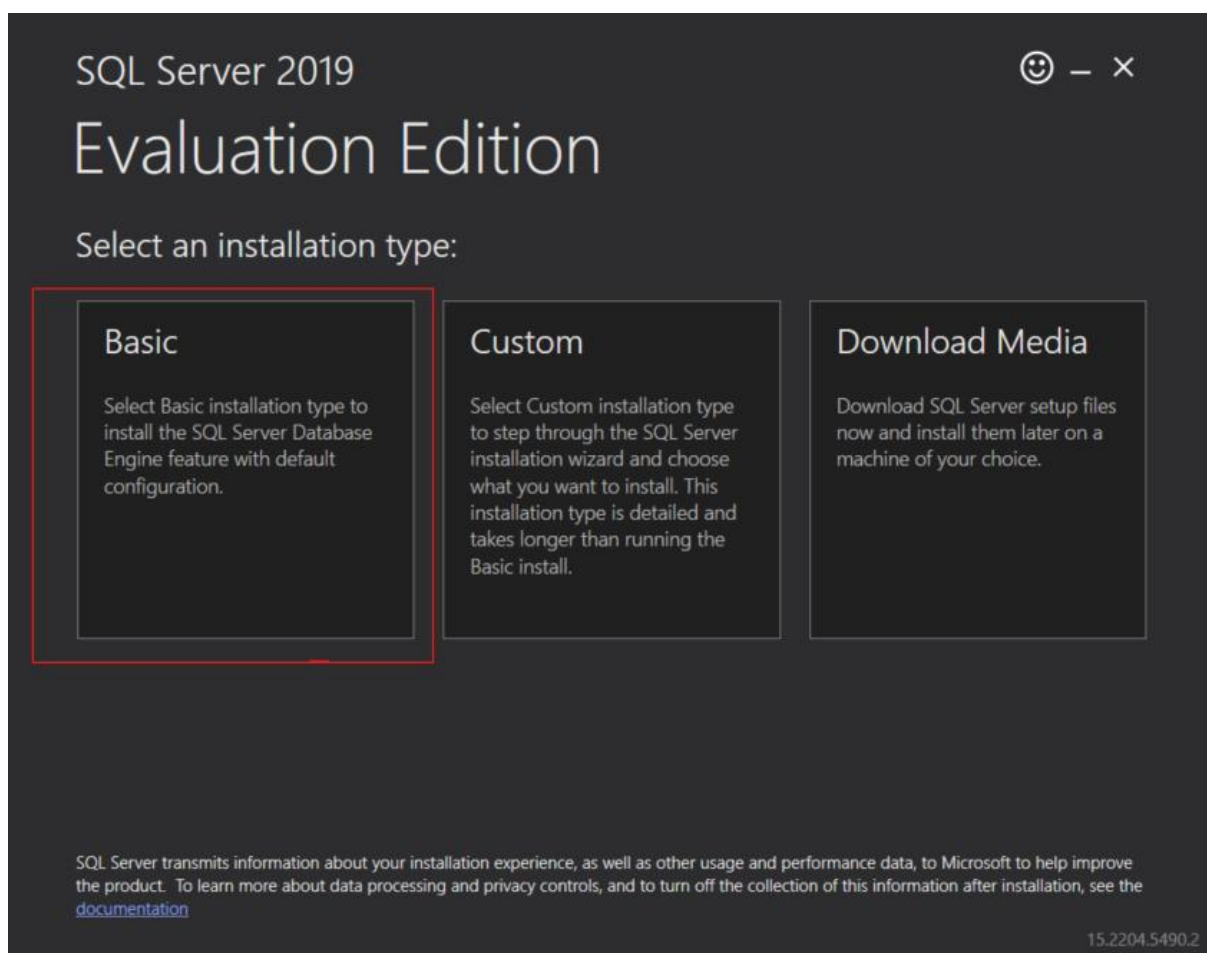 SQL Server 2019
Evaluation Edition
Select an installation type:
Basic
Select Basic installation type to
install the SQL Server Database
Engine feature with default
configuration.
Custom
Select Custom installation type
to step through the SQL Server
installation wizard and choose
what you want to install. This
installation type is detailed and
takes longer than running the
Basic install.
Download Media
Download SQL Server setup files
now and install them later on a
machine of your choice.
SQL Server transmits information about your installation experience, as well as other usage and performance data, to Microsoft to help improve
the product. To learn more about data processing and privacy controls, and to turn off the collection of this information after installation, see the
documentation
15.2204.5490.2